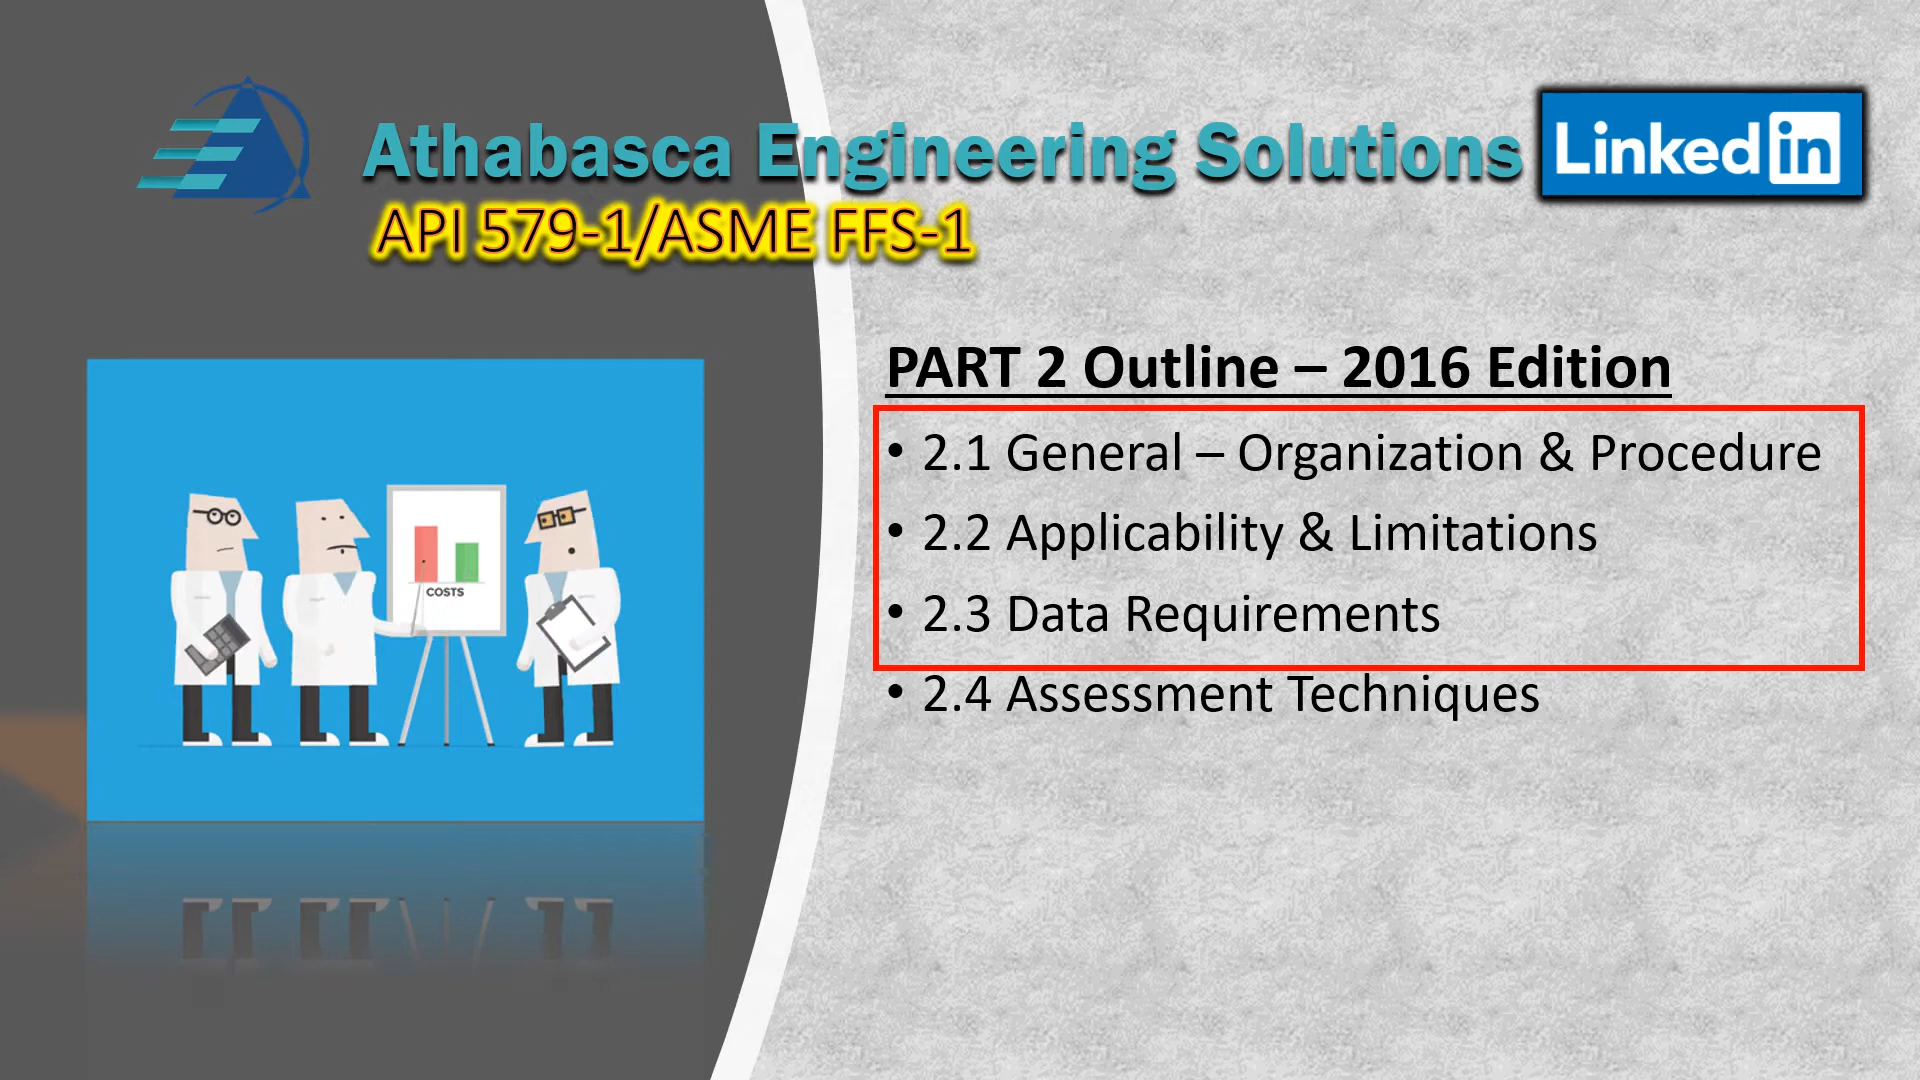 Athabasca Engineering Solutions
Linked in
API 579-1/ASME FFS-1
PART 2 Outline – 2016 Edition
• 2.1 General – Organization & Procedure
• 2.2 Applicability & Limitations
• 2.3 Data Requirements
• 2.4 Assessment Techniques
COSTS